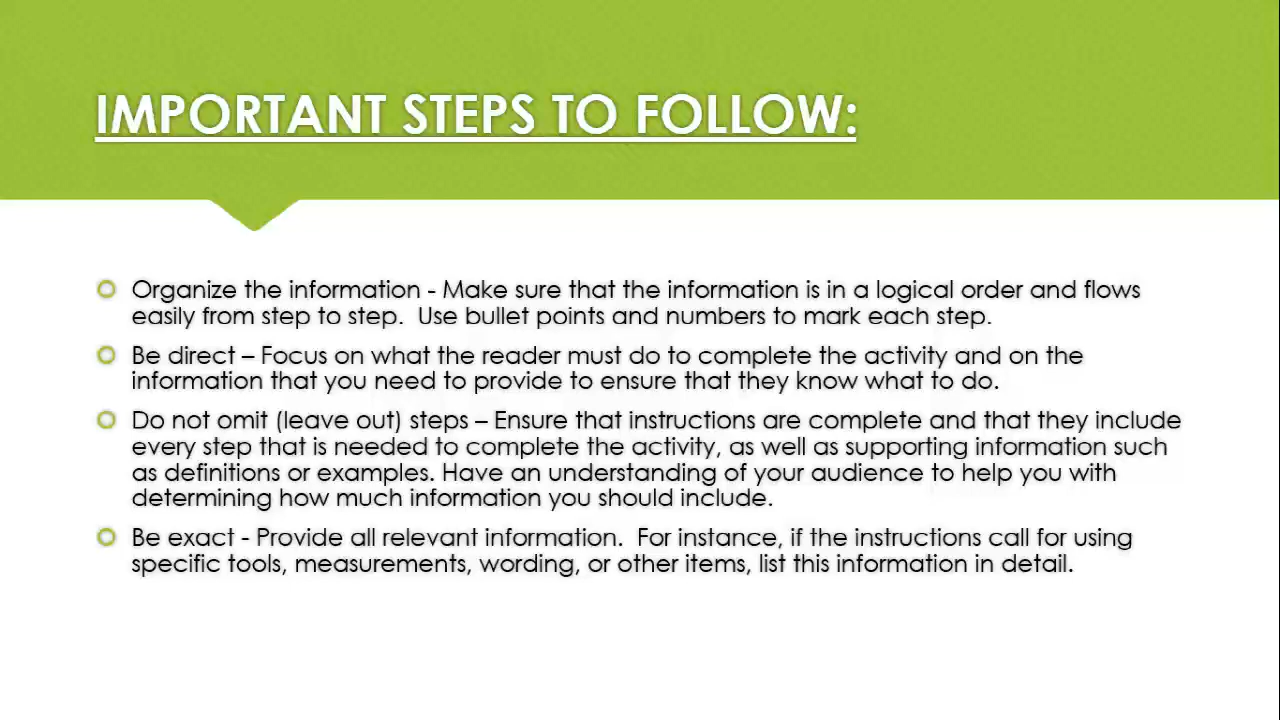 IMPORTANT STEPS TO FOLLOW:
Organize the information - Make sure that the information is in a logical order and flows
easily from step to step.  Use bullet points and numbers to mark each step.
Be direct – Focus on what the reader must do to complete the activity and on the
information that you need to provide to ensure that they know what to do.
Do not omit (leave out) steps – Ensure that instructions are complete and that they include
every step that is needed to complete the activity, as well as supporting information such
as definitions or examples. Have an understanding of your audience to help you with
determining how much information you should include.
Be exact - Provide all relevant information.  For instance, if the instructions call for using
specific tools, measurements, wording, or other items, list this information in detail.